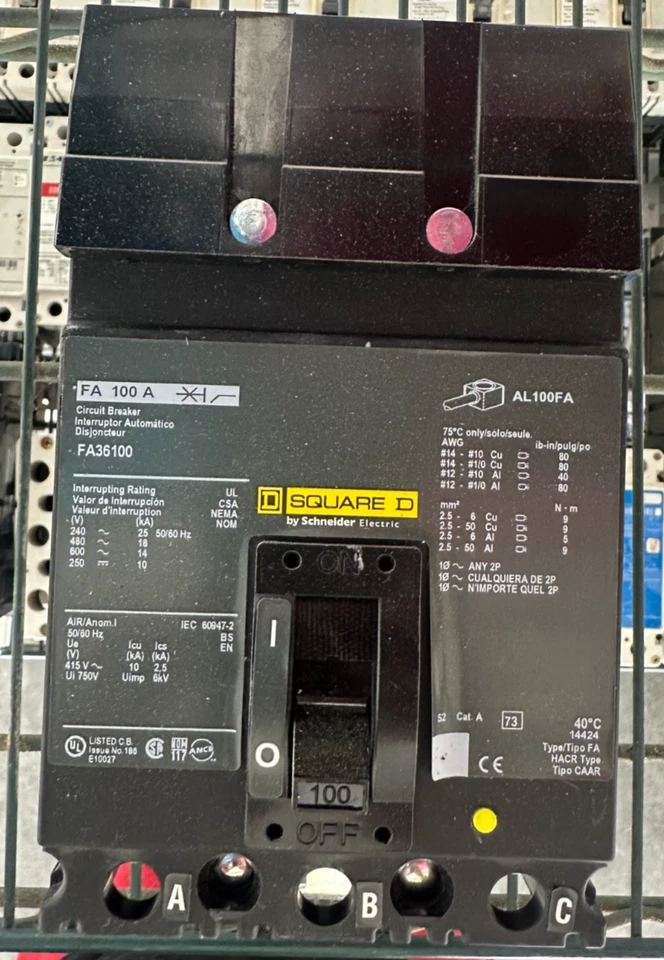 FA 100 A
Circuit Breaker
Interruptor Automático
Disjoncteur
FA36100
Interrupting Rating UL
Valor de Interrupción CSA
Valeur d'interruption NEMA
(V) (kA) NOM
240 ~ 25 50/60 Hz
480 ~ 18
600 ~ 14
250 ⎓ 10
AIR/Anom.I IEC 60947-2
50/60 Hz BS
Ue Icu Ics EN
(V) (kA) (kA)
415 V ~ 10 2.5
Ui 750V Uimp 6kV
UL LISTED C.B.
Issue No.186
E10027
ANCE
SQUARE D
by Schneider Electric
ON
I
O
100
OFF
AL100FA
75°C only/solo/seule.
AWG lb-in/pulg/po
#14 - #10 Cu 80
#14 - #1/0 Cu 80
#12 - #10 Al 40
#12 - #1/0 Al 80
mm² N - m
2.5 - 6 Cu 9
2.5 - 50 Cu 9
2.5 - 6 Al 5
2.5 - 50 Al 9
1Ø ~ ANY 2P
1Ø ~ CUALQUIERA DE 2P
1Ø ~ N'IMPORTE QUEL 2P
52 Cat. A 73 40°C
14424
Type/Tipo FA
CE HACR Type
Tipo CAAR
A B C